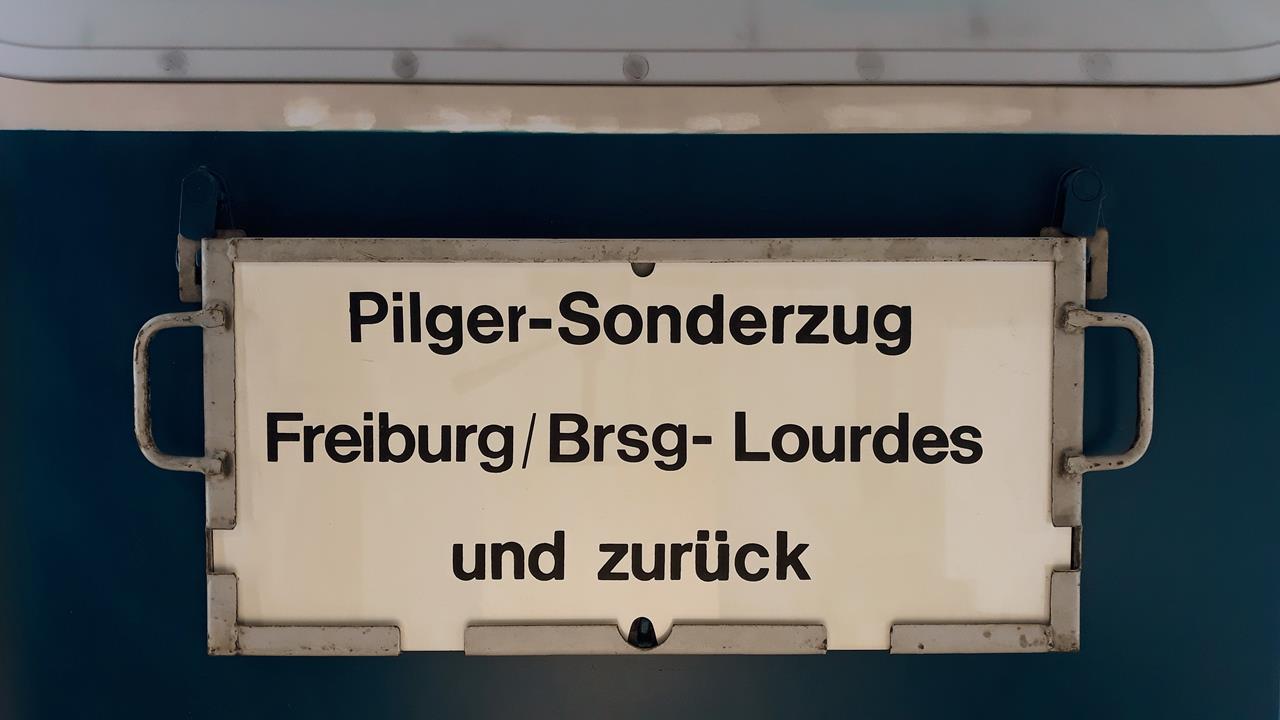 Pilger-Sonderzug
Freiburg/Brsg- Lourdes
und zurück